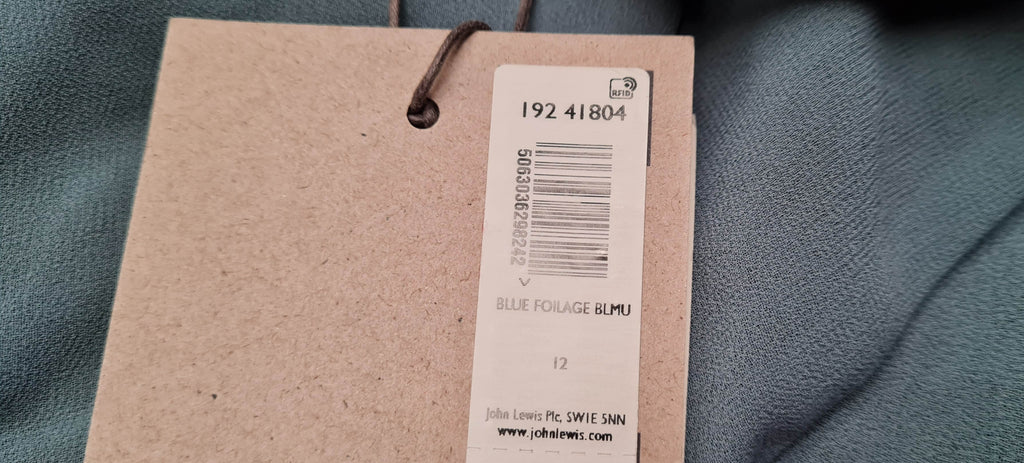 RFID
192 41804
5063036298242
BLUE FOILAGE BLMU
12
John Lewis Plc, SW1E 5NN
www.johnlewis.com